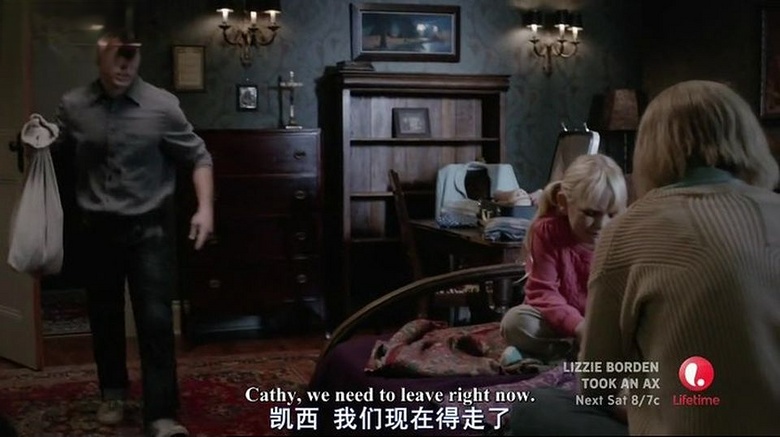 LIZZIE BORDEN
TOOK AN AX
Next Sat 8/7c
Lifetime
Cathy, we need to leave right now.
凯西 我们现在得走了